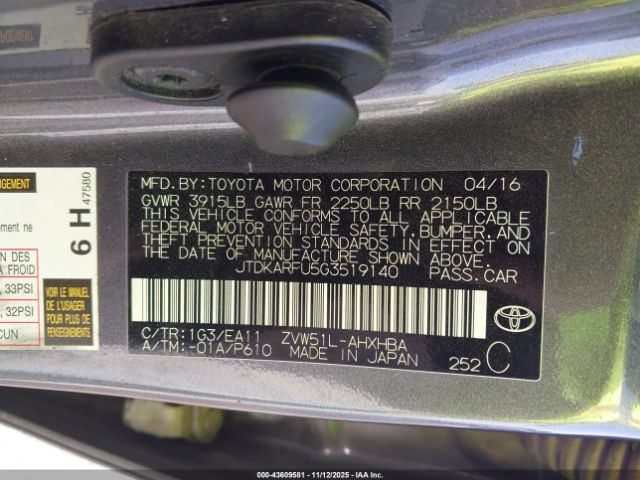 MFD.BY:TOYOTA MOTOR CORPORATION 04/16
GVWR 3915LB GAWR FR 2250LB RR 2150LB
THIS VEHICLE CONFORMS TO ALL APPLICABLE
FEDERAL MOTOR VEHICLE SAFETY,BUMPER,AND
THEFT PREVENTION STANDARDS IN EFFECT ON
THE DATE OF MANUFACTURE SHOWN ABOVE.
JTDKARFU5G3519140 PASS.CAR
C/TR:1G3/EA11 ZVW51L-AHXHBA
A/TM:-01A/P610 MADE IN JAPAN 252 C
TOYOTA
6 H 47580
ement ne
ON DES
A FROID
, 33PSI
, 32PSI
CUN
VOIR LE MANUEL
DE L'USAGER
POUR PLUS DE
RENSEIGNEMENTS
000-43609581 - 11/12/2025 - IAA Inc. (IAA)